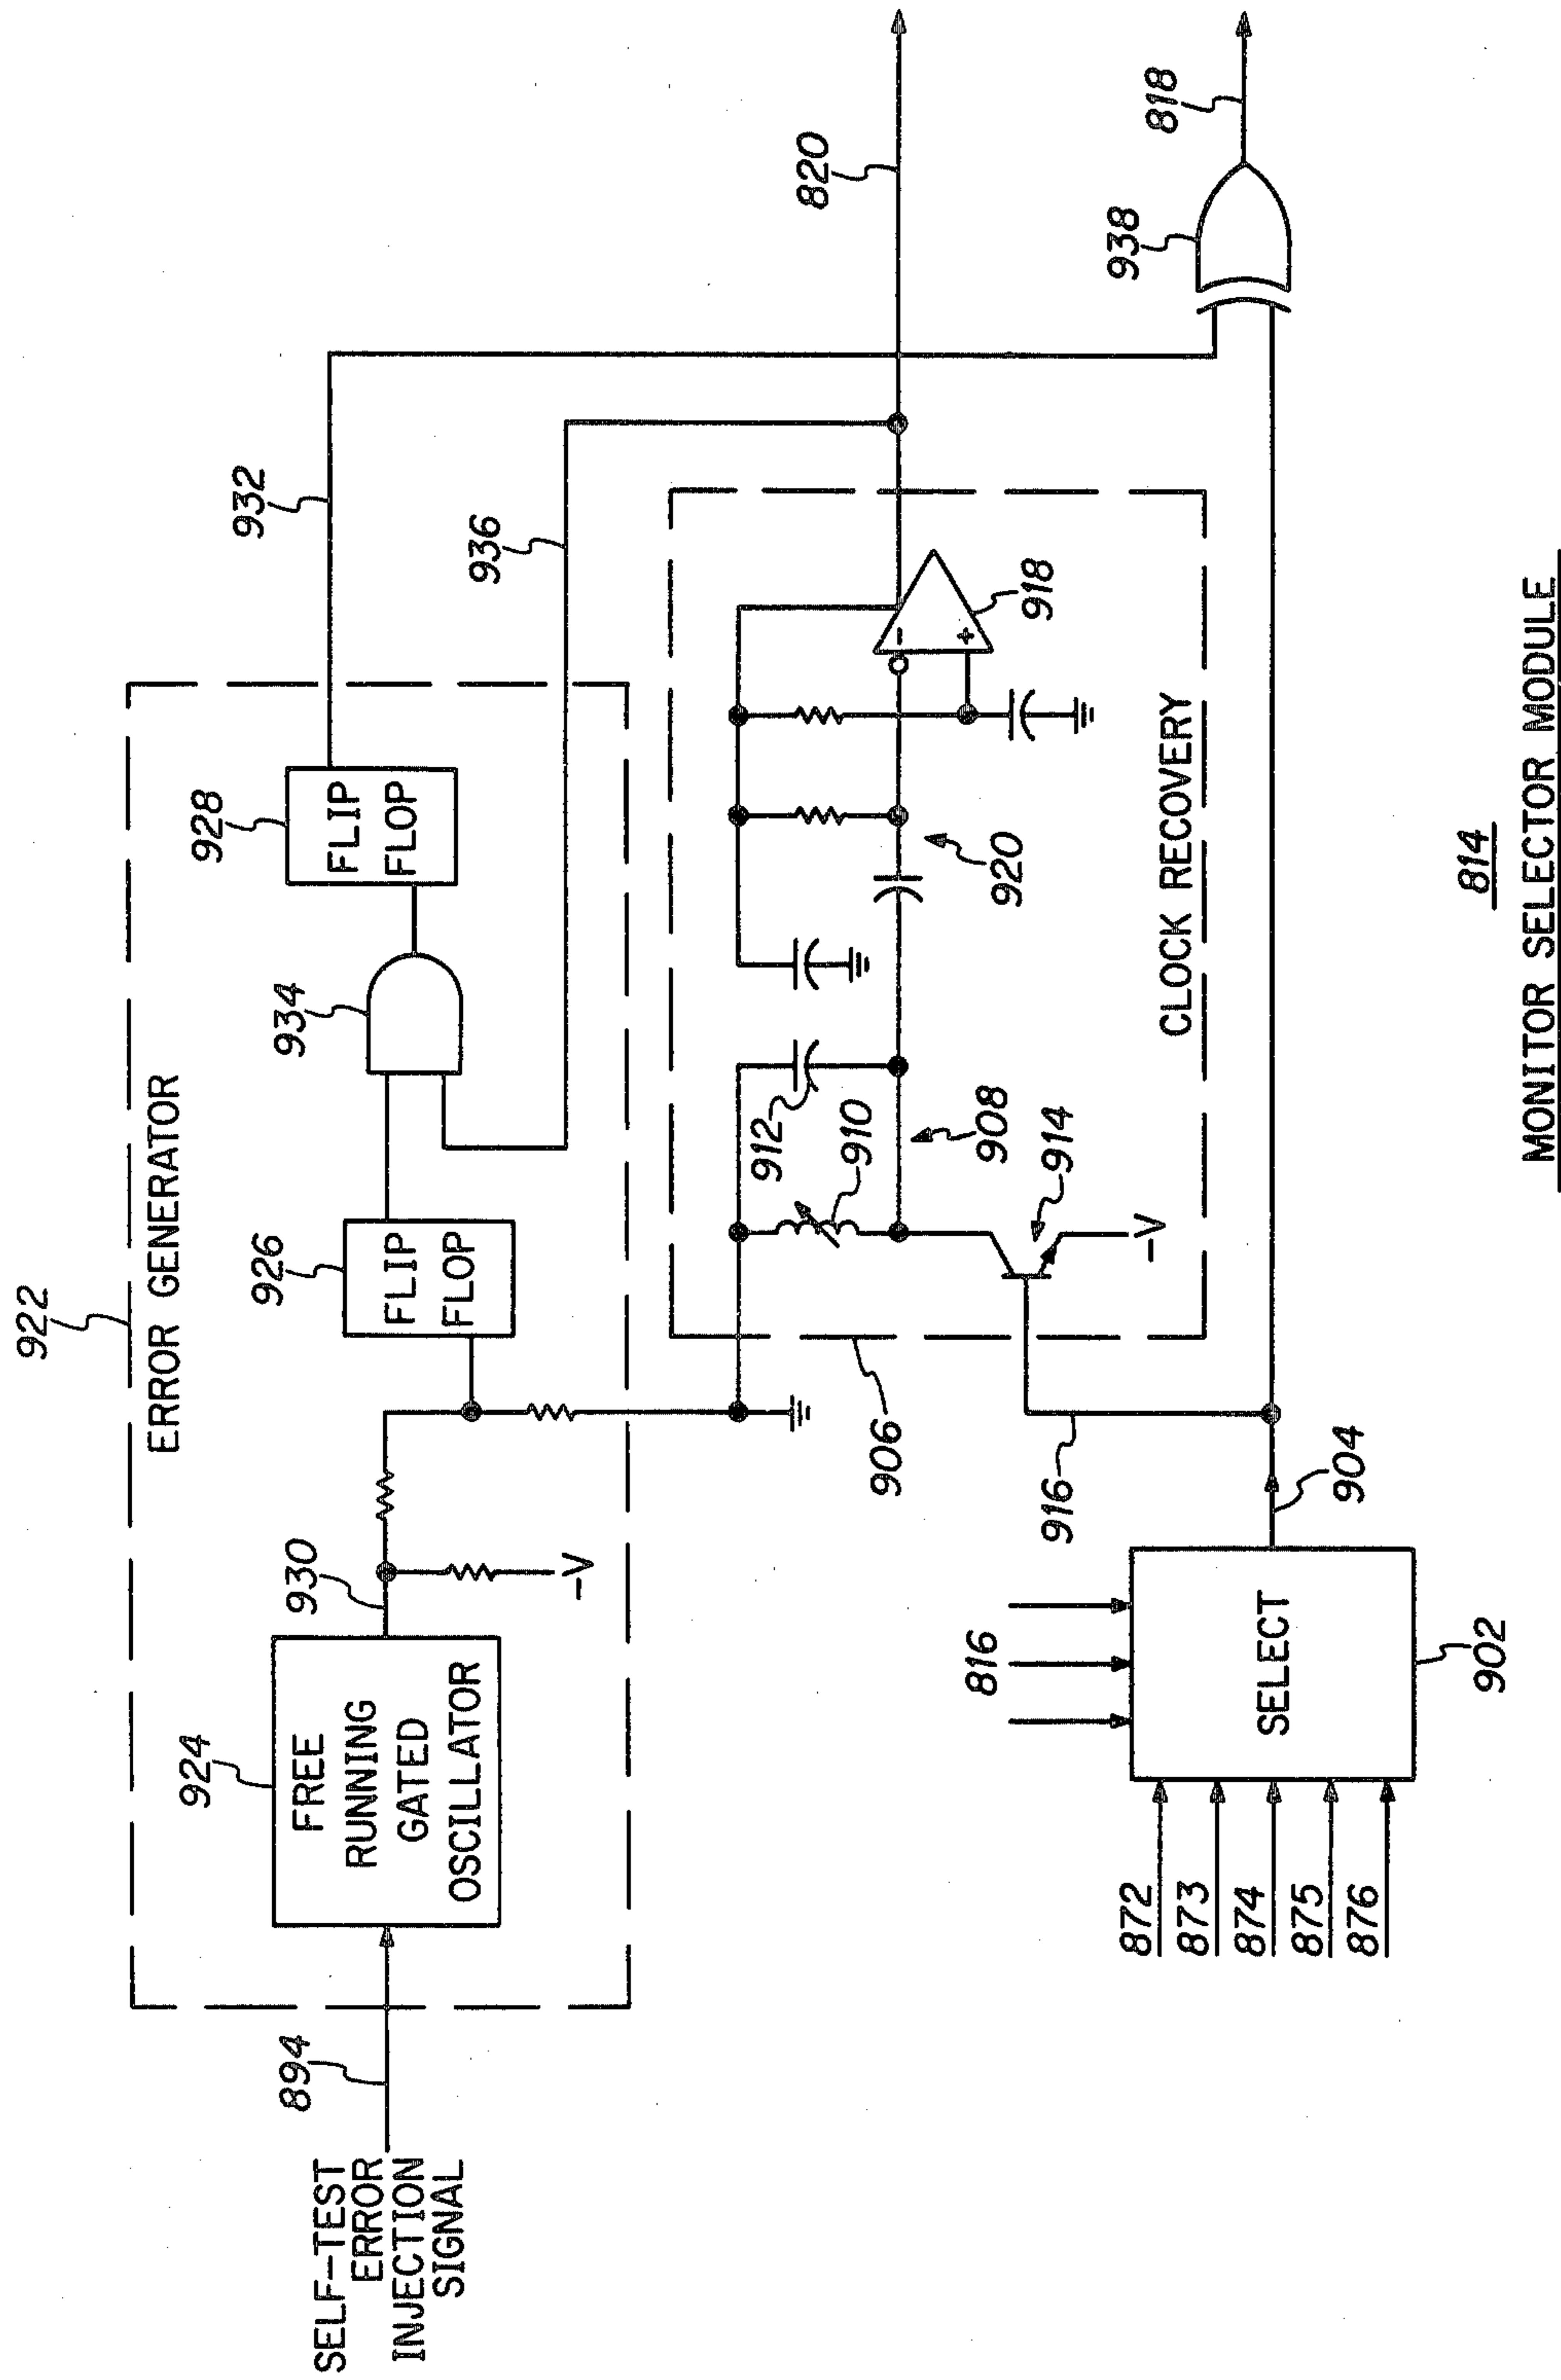 922
ERROR GENERATOR
894
SELF-TEST
ERROR
INJECTION
SIGNAL
924
FREE
RUNNING
GATED
OSCILLATOR
930
-V
926
FLIP
FLOP
934
928
FLIP
FLOP
932
936
820
906
912
910
908
914
-V
920
918
-
+
CLOCK RECOVERY
916
938
818
816
872
873
874
875
876
SELECT
902
904
814
MONITOR SELECTOR MODULE